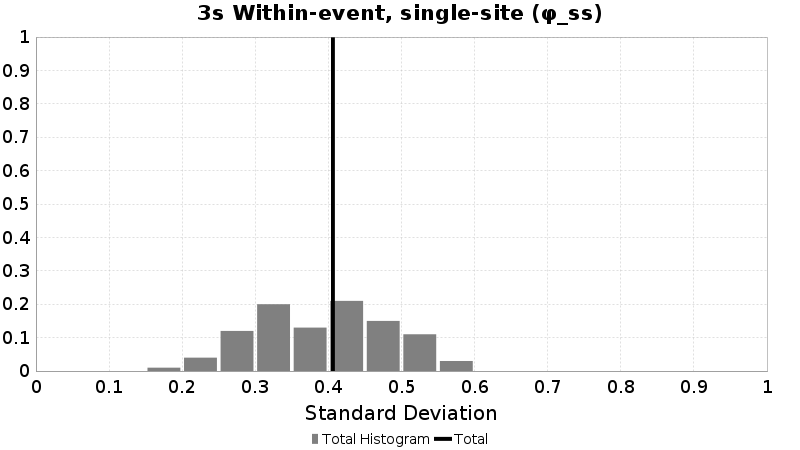 3s Within-event, single-site (φ_ss)
1
0.9
0.8
0.7
0.6
0.5
0.4
0.3
0.2
0.1
0
0 0.1 0.2 0.3 0.4 0.5 0.6 0.7 0.8 0.9 1
Standard Deviation
Total Histogram Total